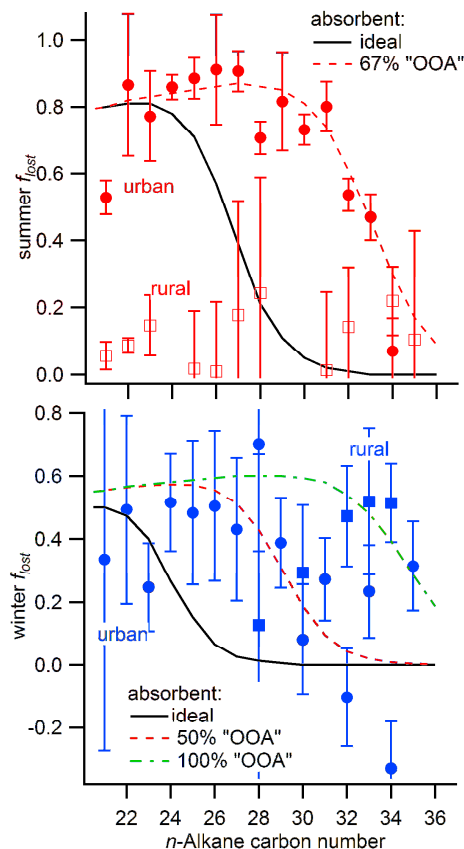 absorbent:
ideal
67% "OOA"
1.0
0.8
0.6
0.4
0.2
0.0
summer flost
urban
rural
0.8
0.6
0.4
0.2
0.0
-0.2
winter flost
rural
urban
absorbent:
ideal
50% "OOA"
100% "OOA"
22 24 26 28 30 32 34 36
n-Alkane carbon number